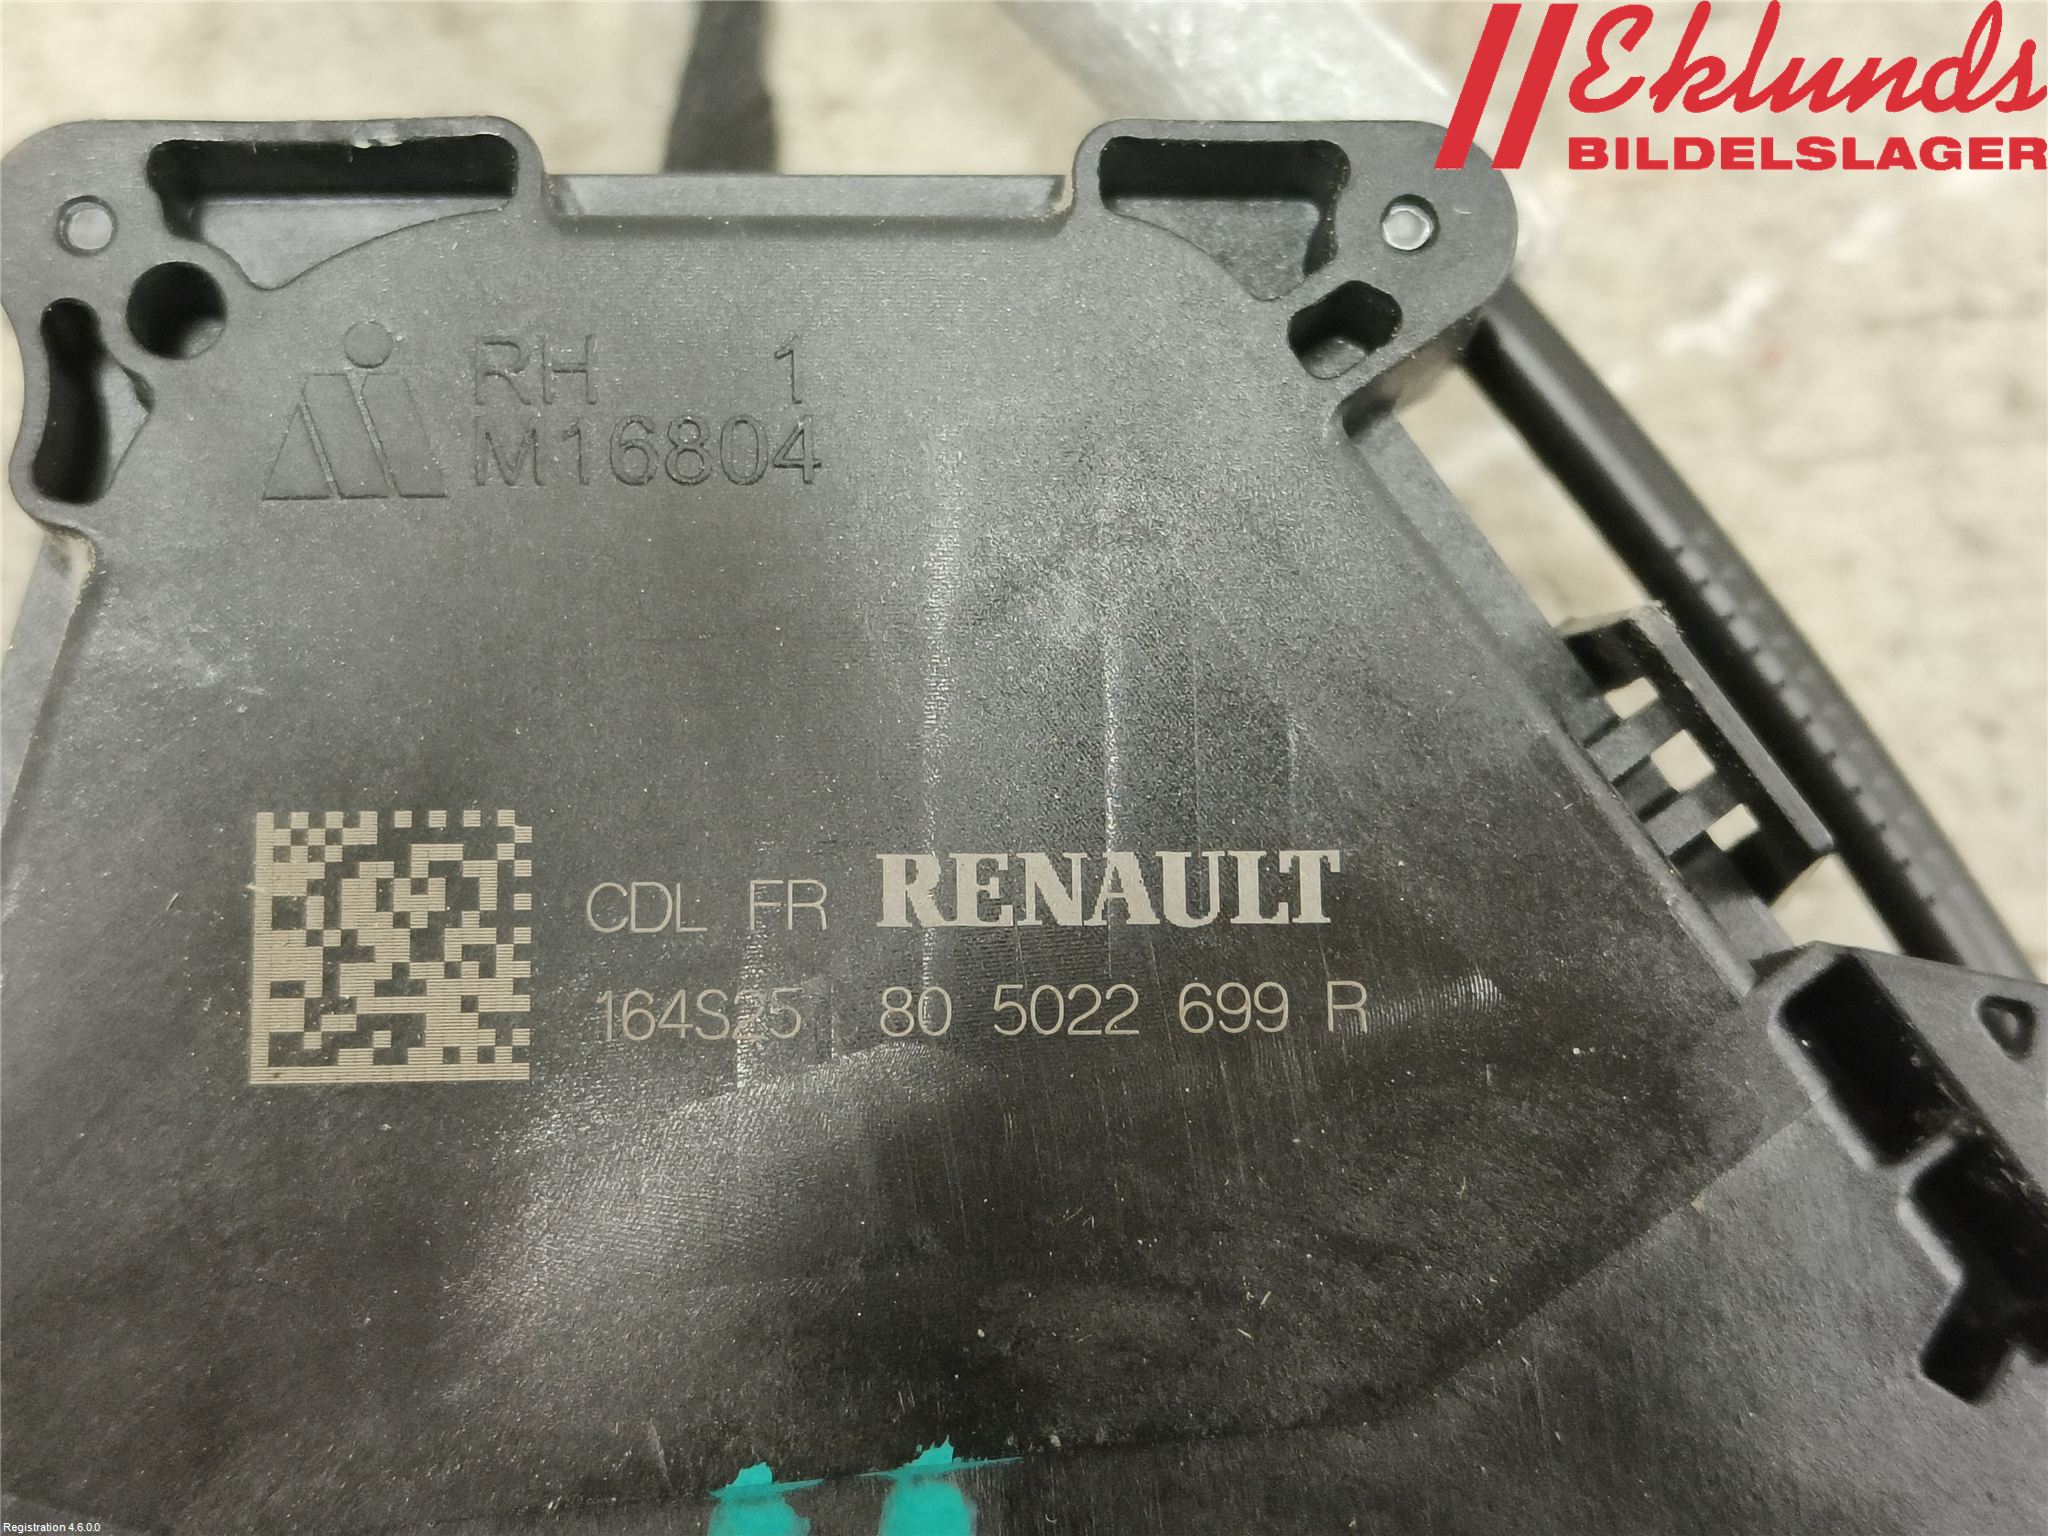 Eklunds
BILDELSLAGER
RH 1
M16804
CDL FR RENAULT
164S25 80 5022 699 R
Registration 4.6.0.0